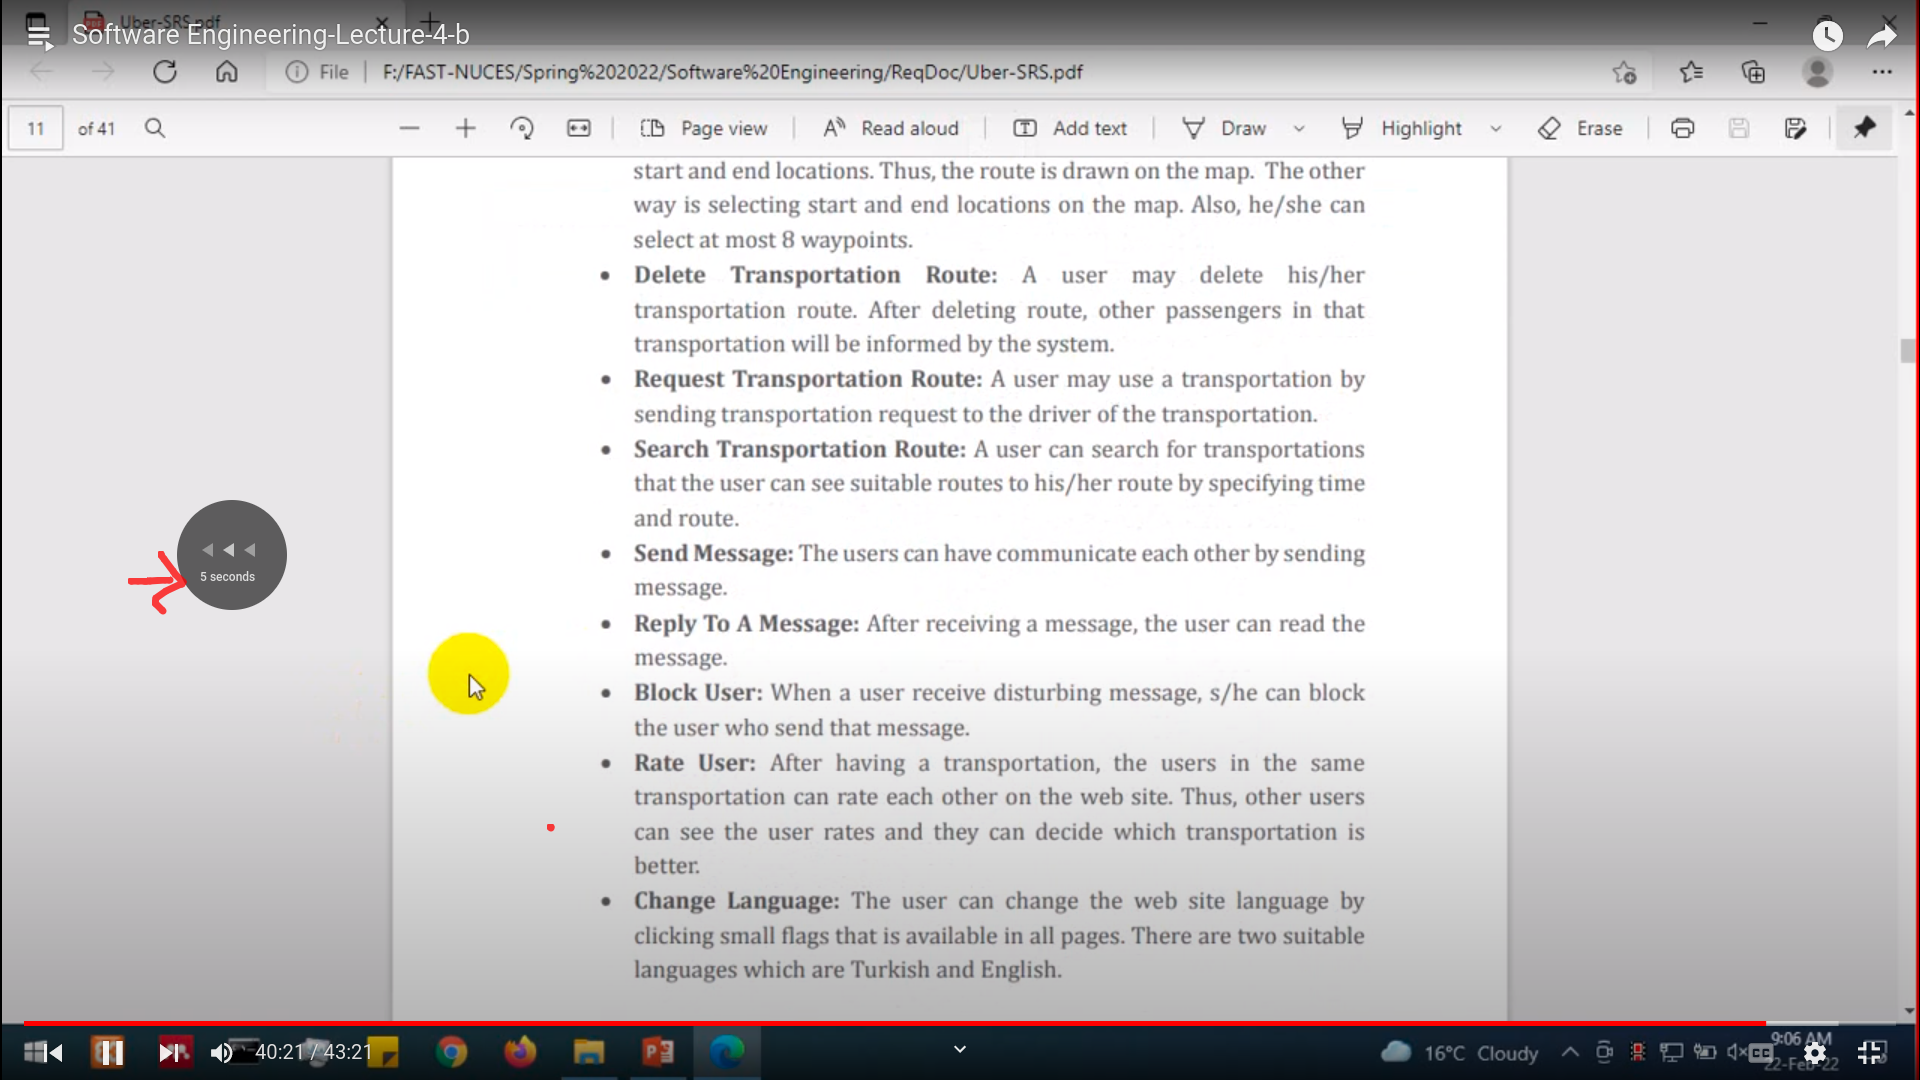 Uber-SRS.pdf
Software Engineering-Lecture-4-b
File F:/FAST-NUCES/Spring%202022/Software%20Engineering/ReqDoc/Uber-SRS.pdf
11 of 41 Page view Read aloud Add text Draw Highlight Erase
start and end locations. Thus, the route is drawn on the map. The other
way is selecting start and end locations on the map. Also, he/she can
select at most 8 waypoints.
• Delete Transportation Route: A user may delete his/her
transportation route. After deleting route, other passengers in that
transportation will be informed by the system.
• Request Transportation Route: A user may use a transportation by
sending transportation request to the driver of the transportation.
• Search Transportation Route: A user can search for transportations
that the user can see suitable routes to his/her route by specifying time
and route.
• Send Message: The users can have communicate each other by sending
message.
• Reply To A Message: After receiving a message, the user can read the
message.
• Block User: When a user receive disturbing message, s/he can block
the user who send that message.
• Rate User: After having a transportation, the users in the same
transportation can rate each other on the web site. Thus, other users
can see the user rates and they can decide which transportation is
better.
• Change Language: The user can change the web site language by
clicking small flags that is available in all pages. There are two suitable
languages which are Turkish and English.
5 seconds
40:21 / 43:21
16°C Cloudy
CC
9:06 AM
22-Feb-22